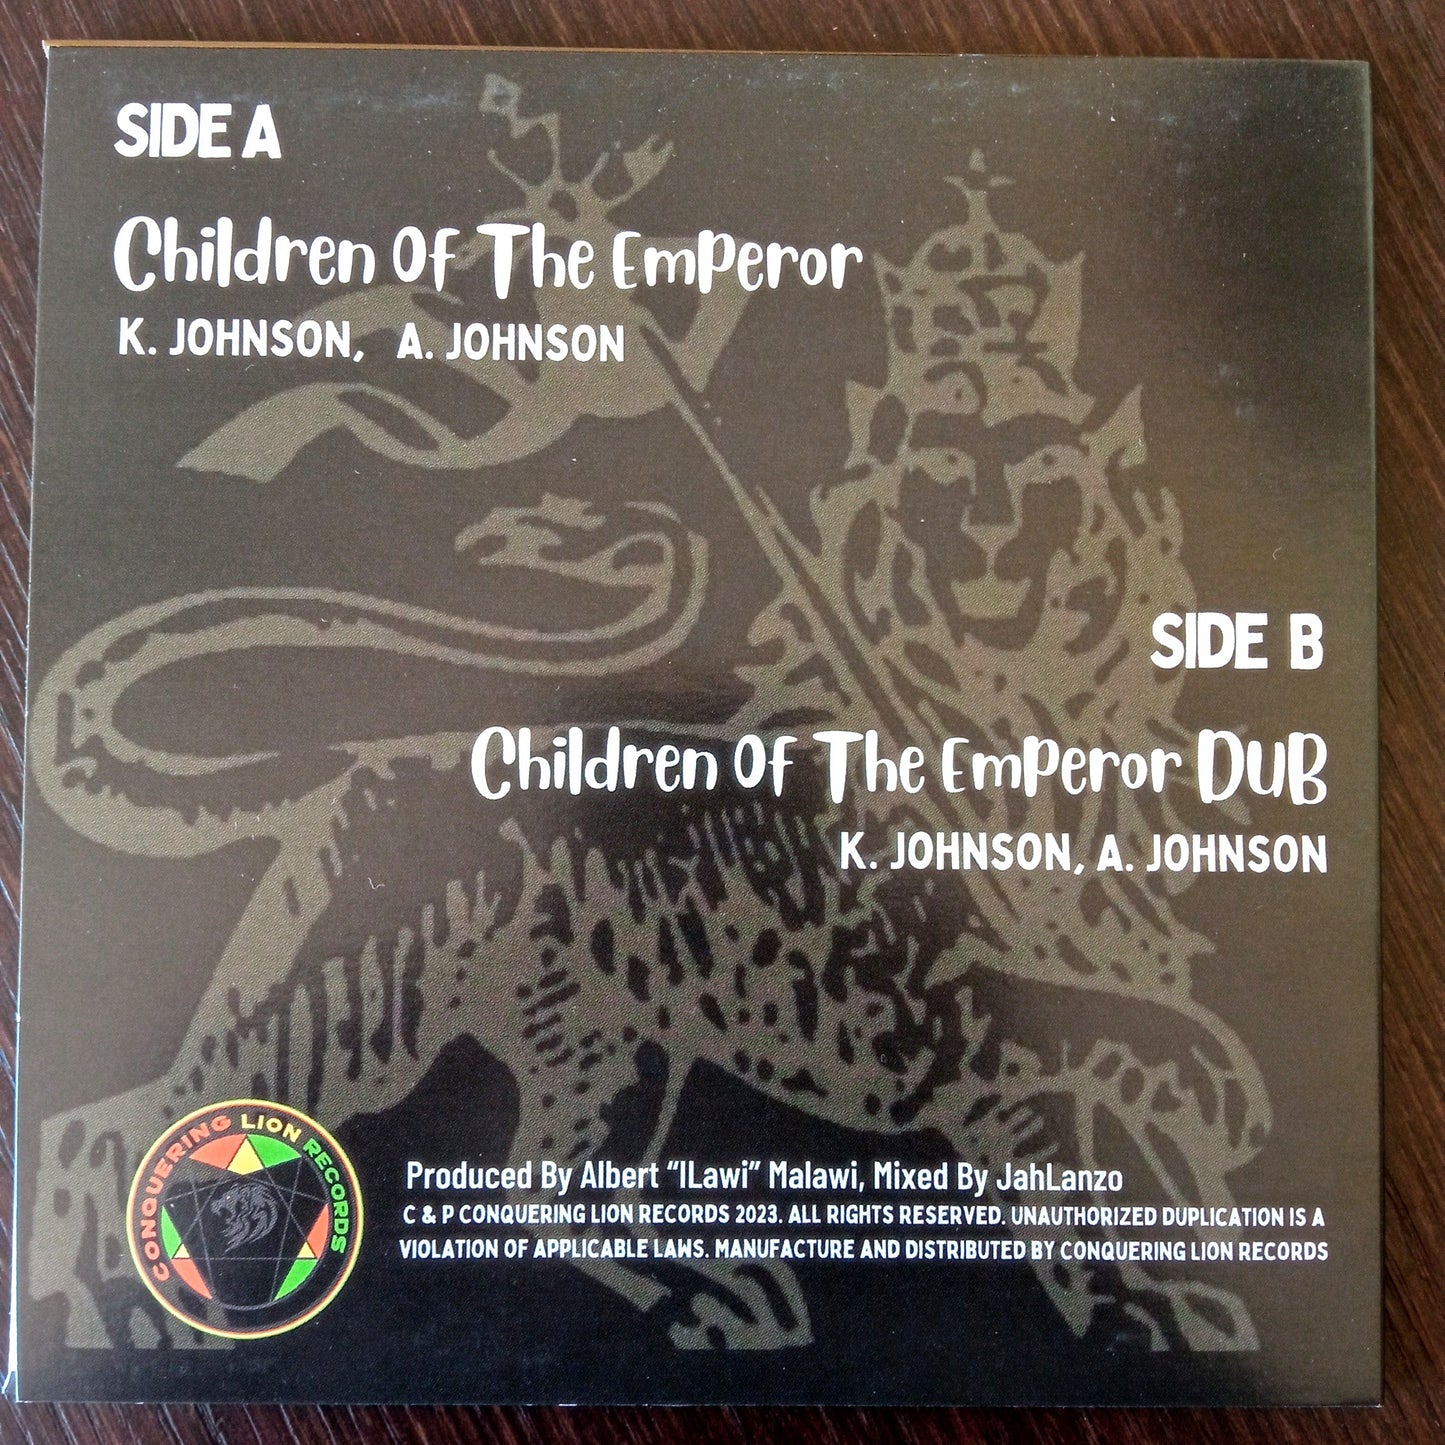 SIDE A
Children Of The Emperor
K. JOHNSON, A. JOHNSON
SIDE B
Children Of The Emperor DUB
K. JOHNSON, A. JOHNSON
CONQUERING LION RECORDS
Produced By Albert “ILawi” Malawi, Mixed By JahLanzo
C & P CONQUERING LION RECORDS 2023. ALL RIGHTS RESERVED. UNAUTHORIZED DUPLICATION IS A
VIOLATION OF APPLICABLE LAWS. MANUFACTURE AND DISTRIBUTED BY CONQUERING LION RECORDS